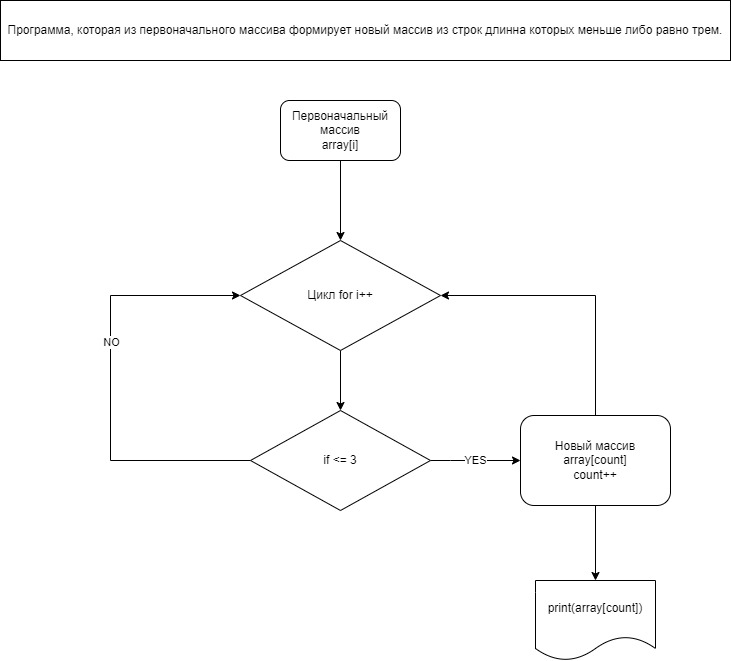 Программа, которая из первоначального массива формирует новый массив из строк длинна которых меньше либо равно трем.
Первоначальный
массив
array[i]
Цикл for i++
NO
if <= 3
YES
Новый массив
array[count]
count++
print(array[count])